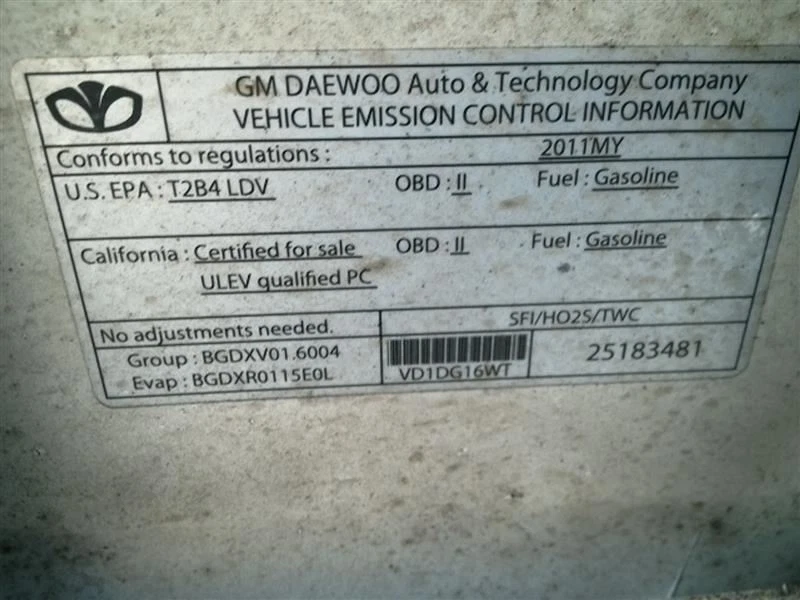 GM DAEWOO Auto & Technology Company
VEHICLE EMISSION CONTROL INFORMATION
Conforms to regulations : 2011MY
U.S. EPA : T2B4 LDV OBD : II Fuel : Gasoline
California : Certified for sale OBD : II Fuel : Gasoline
ULEV qualified PC
No adjustments needed. SFI/HO2S/TWC
Group : BGDXV01.6004
Evap : BGDXR0115E0L
VD1DG16WT
25183481